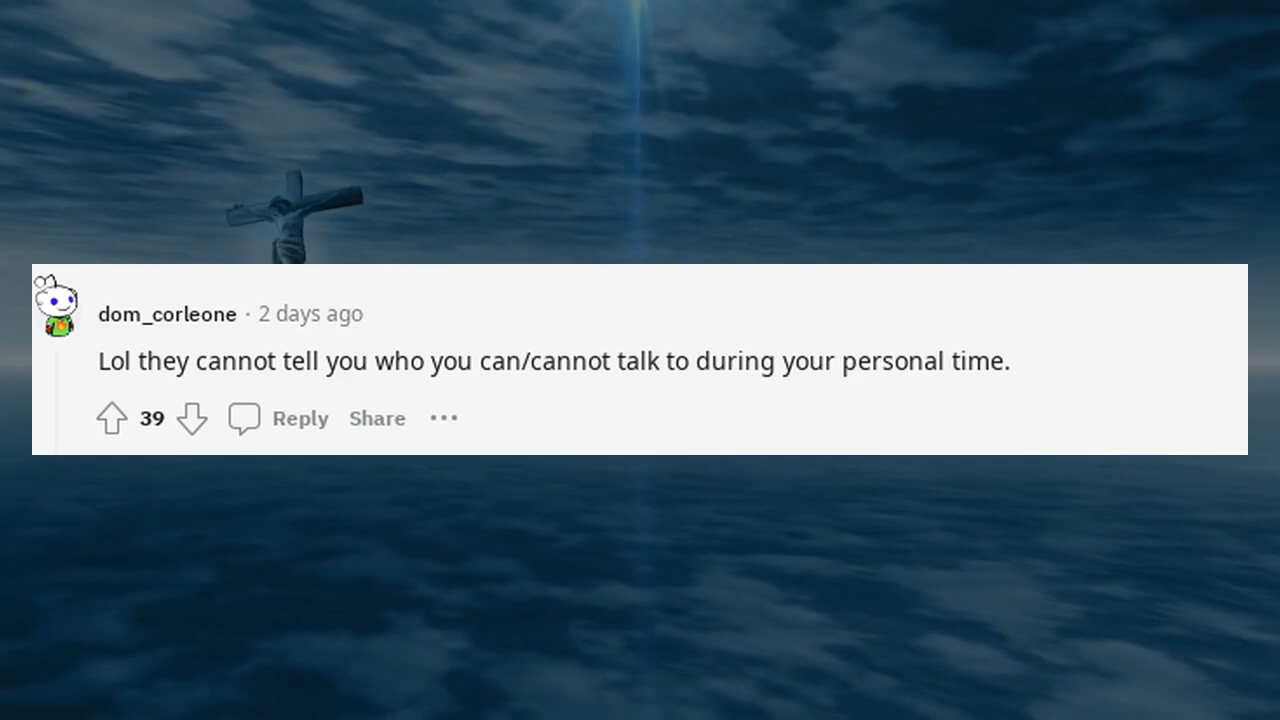 dom_corleone · 2 days ago
Lol they cannot tell you who you can/cannot talk to during your personal time.
39 Reply Share ···